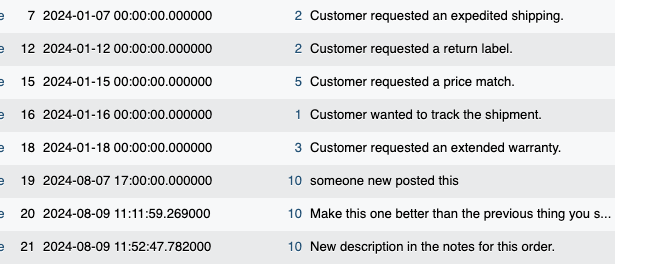 e 7 2024-01-07 00:00:00.000000 2 Customer requested an expedited shipping.
e 12 2024-01-12 00:00:00.000000 2 Customer requested a return label.
e 15 2024-01-15 00:00:00.000000 5 Customer requested a price match.
e 16 2024-01-16 00:00:00.000000 1 Customer wanted to track the shipment.
e 18 2024-01-18 00:00:00.000000 3 Customer requested an extended warranty.
e 19 2024-08-07 17:00:00.000000 10 someone new posted this
e 20 2024-08-09 11:11:59.269000 10 Make this one better than the previous thing you s...
e 21 2024-08-09 11:52:47.782000 10 New description in the notes for this order.